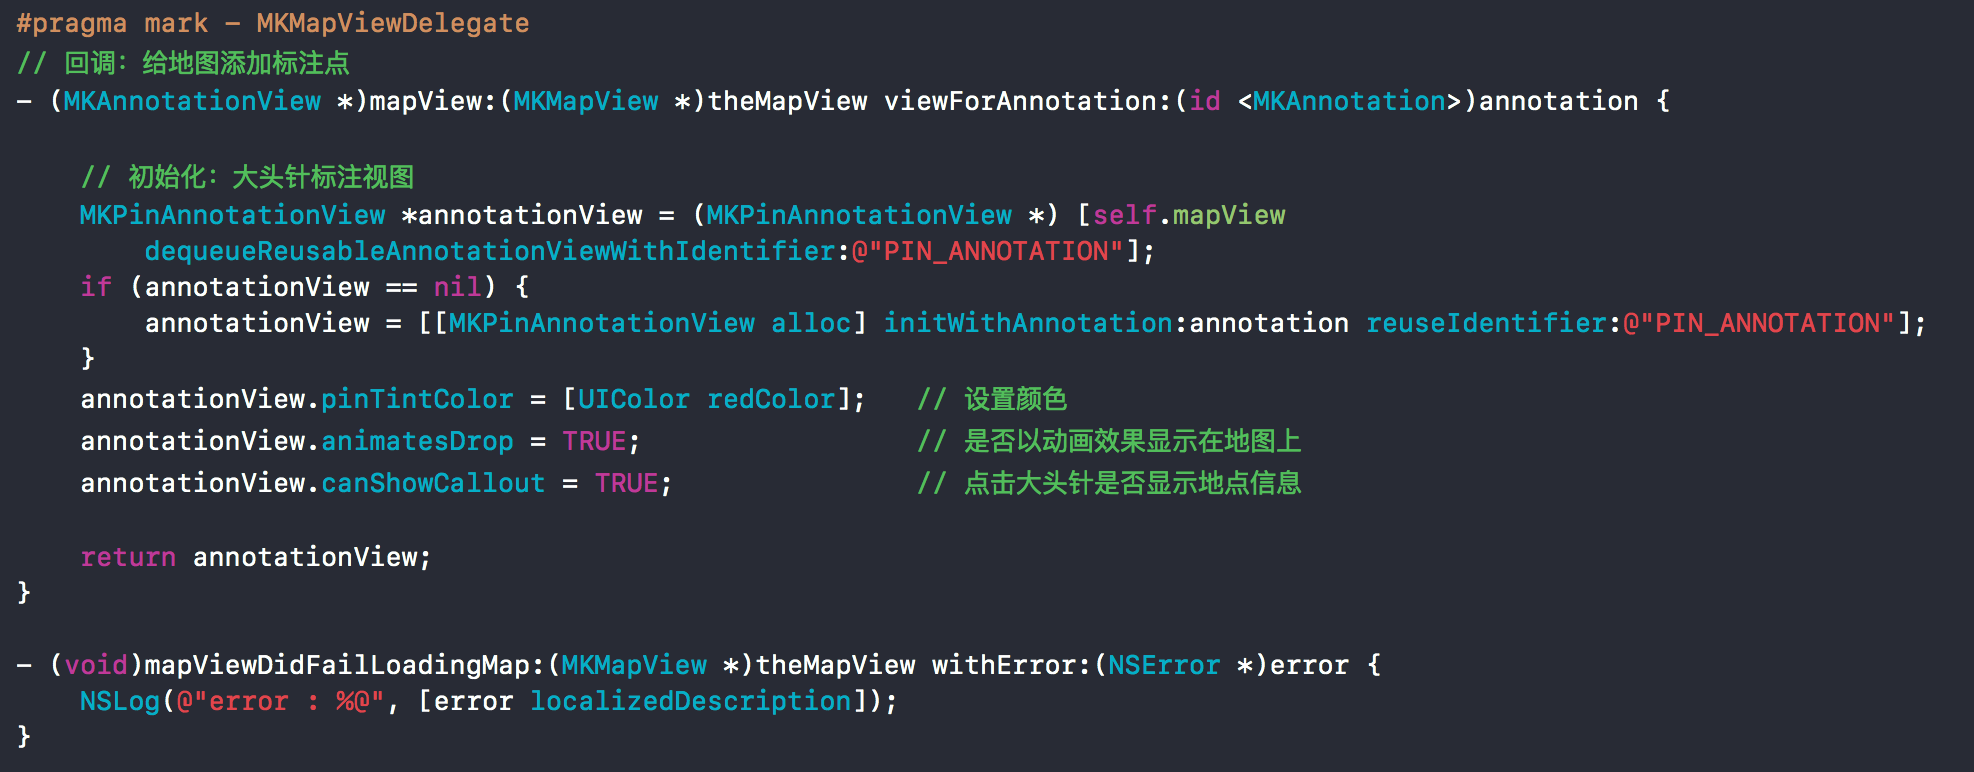 #pragma mark - MKMapViewDelegate
// 回调：给地图添加标注点
- (MKAnnotationView *)mapView:(MKMapView *)theMapView viewForAnnotation:(id <MKAnnotation>)annotation {
// 初始化：大头针标注视图
MKPinAnnotationView *annotationView = (MKPinAnnotationView *) [self.mapView
dequeueReusableAnnotationViewWithIdentifier:@"PIN_ANNOTATION"];
if (annotationView == nil) {
annotationView = [[MKPinAnnotationView alloc] initWithAnnotation:annotation reuseIdentifier:@"PIN_ANNOTATION"];
}
annotationView.pinTintColor = [UIColor redColor]; // 设置颜色
annotationView.animatesDrop = TRUE; // 是否以动画效果显示在地图上
annotationView.canShowCallout = TRUE; // 点击大头针是否显示地点信息
return annotationView;
}
- (void)mapViewDidFailLoadingMap:(MKMapView *)theMapView withError:(NSError *)error {
NSLog(@"error : %@", [error localizedDescription]);
}